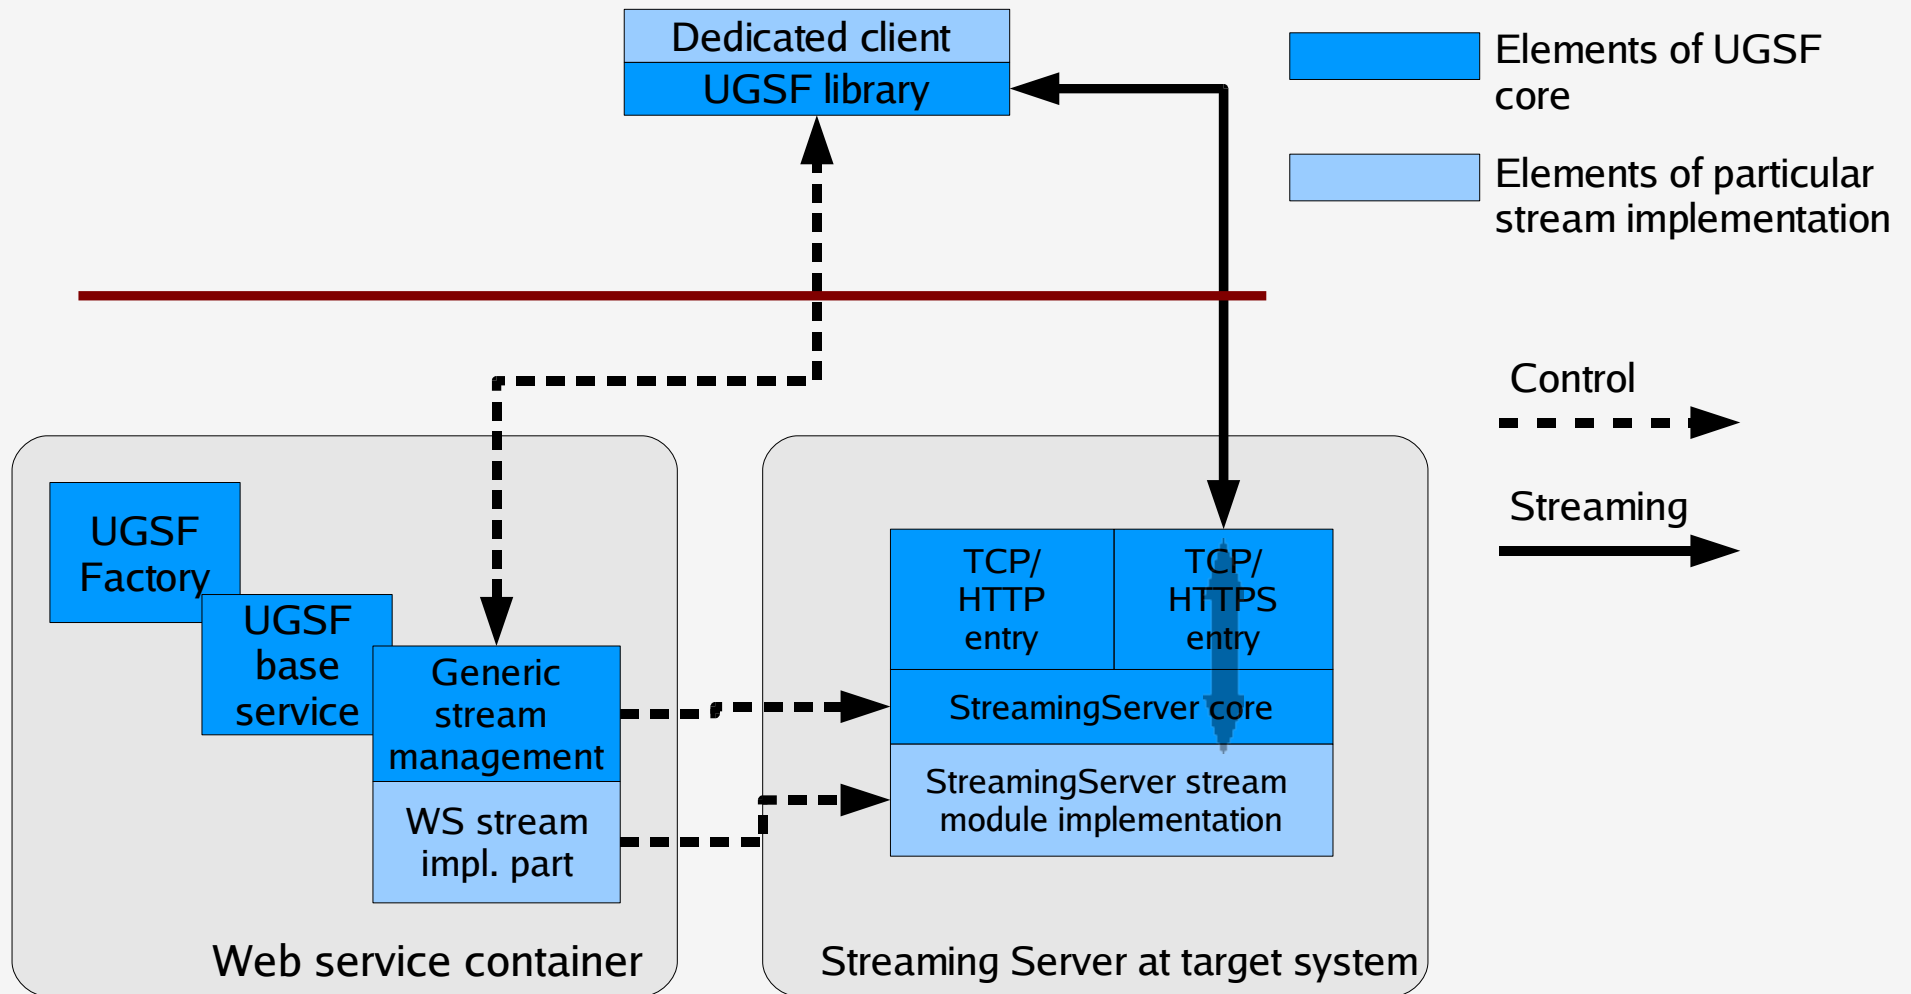 Dedicated client
UGSF library
Elements of UGSF
core
Elements of particular
stream implementation
Control
Streaming
UGSF
Factory
UGSF
base
service
Generic
stream
management
WS stream
impl. part
Web service container
TCP/
HTTP
entry
TCP/
HTTPS
entry
StreamingServer core
StreamingServer stream
module implementation
Streaming Server at target system